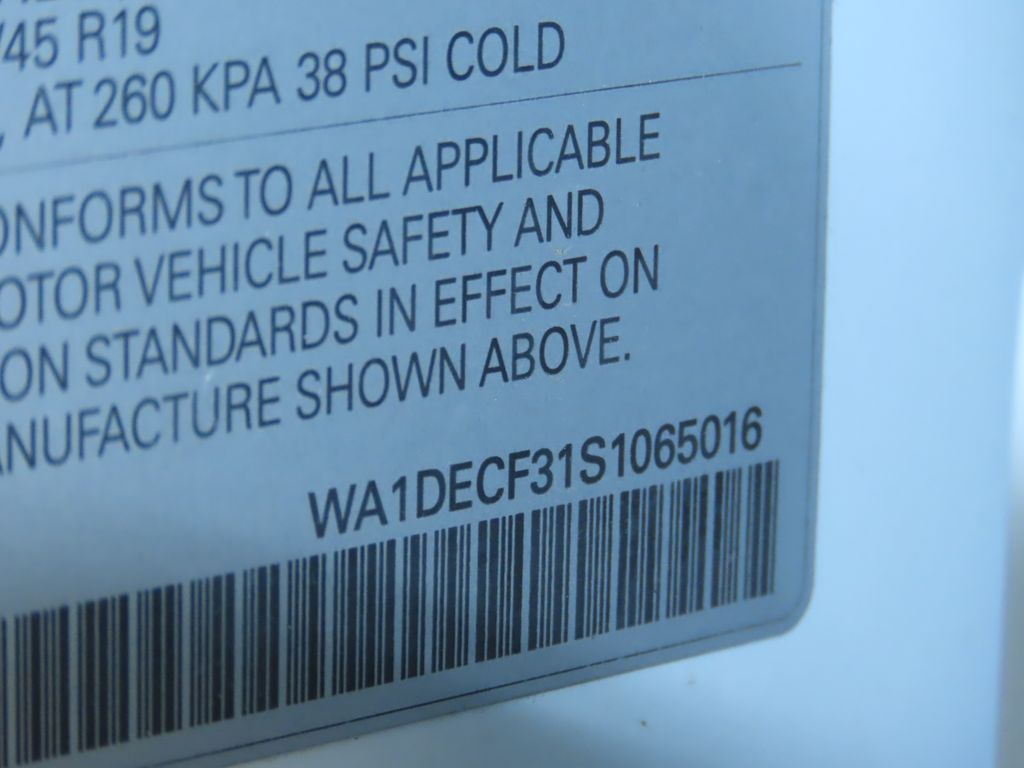 /45 R19
, AT 260 KPA 38 PSI COLD
ONFORMS TO ALL APPLICABLE
OTOR VEHICLE SAFETY AND
ON STANDARDS IN EFFECT ON
ANUFACTURE SHOWN ABOVE.
WA1DECF31S1065016